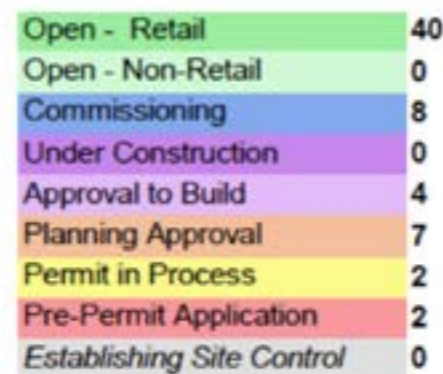 Open - Retail 40
Open - Non-Retail 0
Commissioning 8
Under Construction 0
Approval to Build 4
Planning Approval 7
Permit in Process 2
Pre-Permit Application 2
Establishing Site Control 0